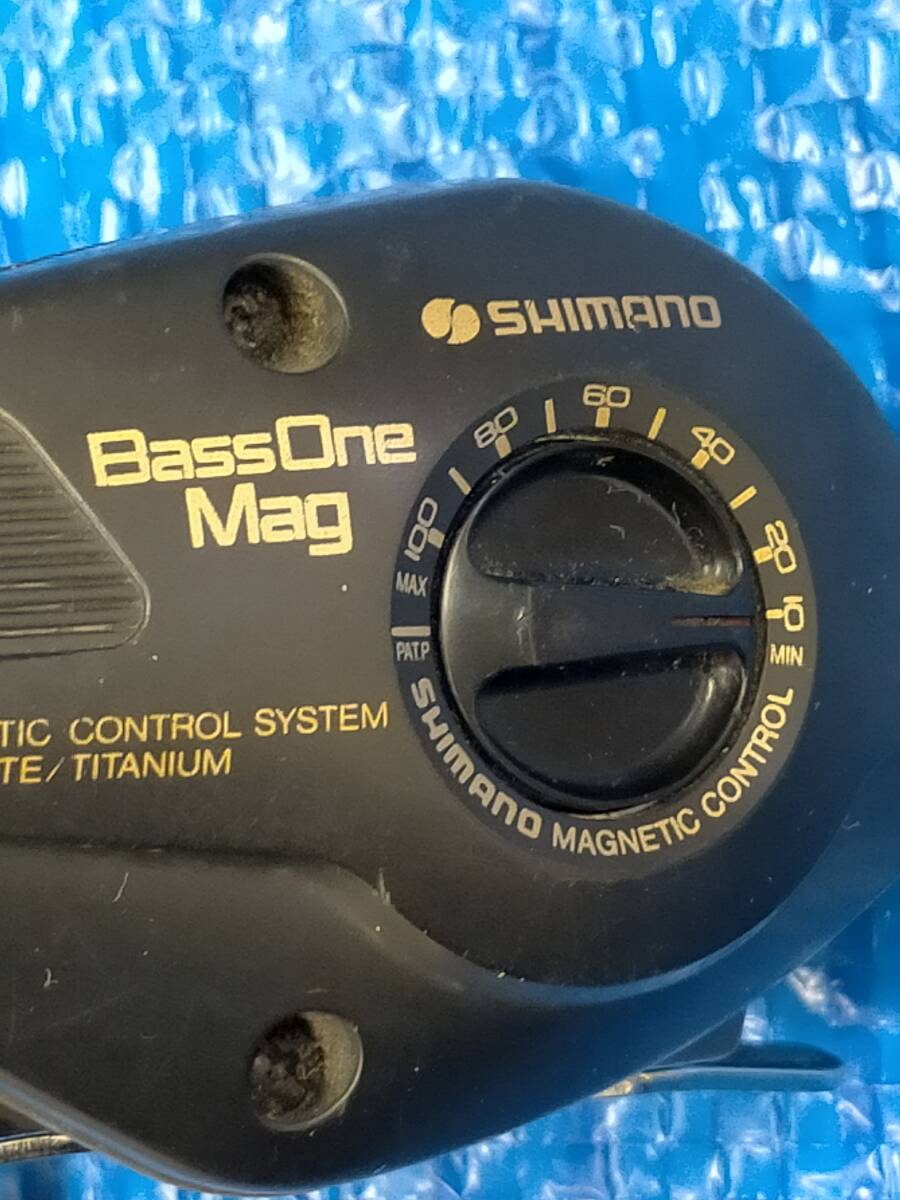 SHIMANO
BassOne
Mag
100
80
60
40
20
10
MAX
MIN
PAT.P
SHIMANO MAGNETIC CONTROL
TIC CONTROL SYSTEM
TE/TITANIUM